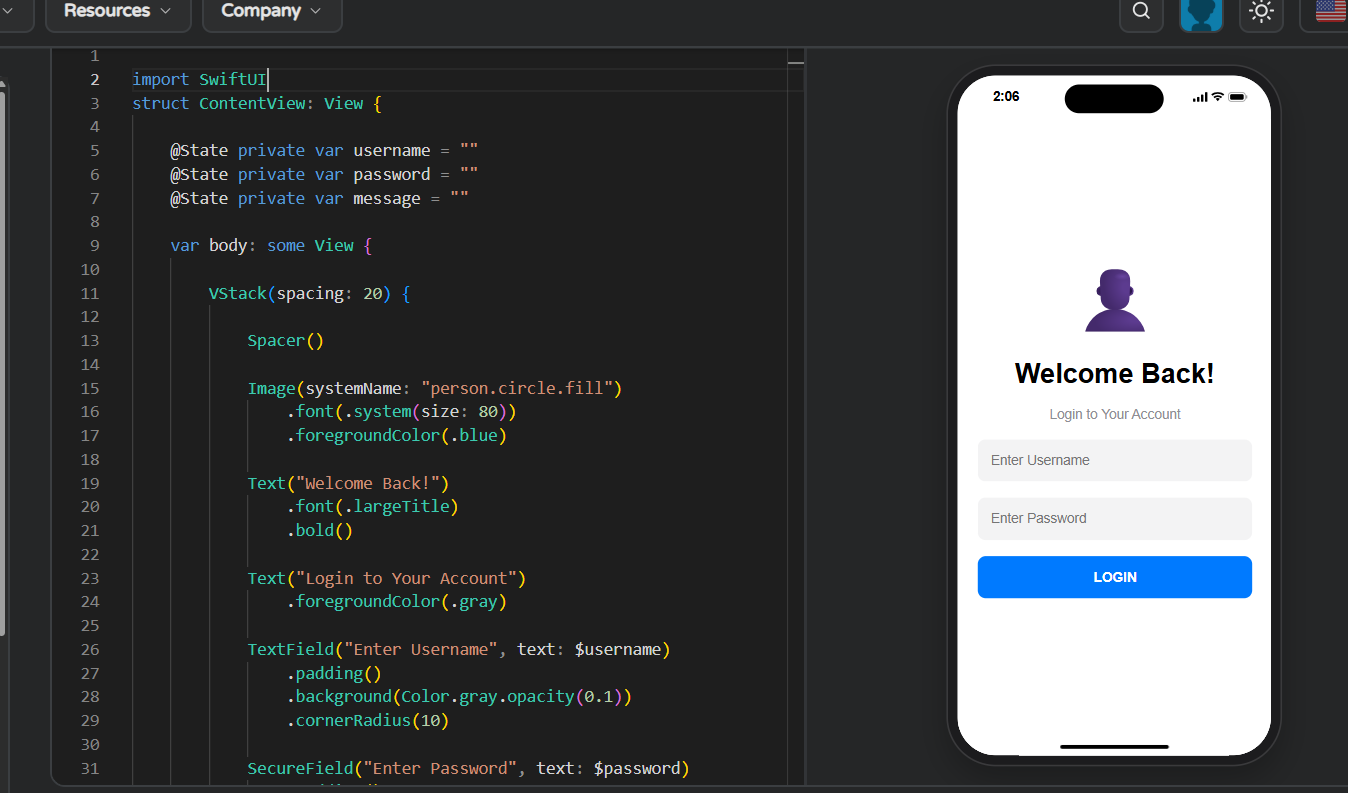 Resources
Company
1
2 import SwiftUI
3 struct ContentView: View {
4
5 @State private var username = ""
6 @State private var password = ""
7 @State private var message = ""
8
9 var body: some View {
10
11 VStack(spacing: 20) {
12
13 Spacer()
14
15 Image(systemName: "person.circle.fill")
16 .font(.system(size: 80))
17 .foregroundColor(.blue)
18
19 Text("Welcome Back!")
20 .font(.largeTitle)
21 .bold()
22
23 Text("Login to Your Account")
24 .foregroundColor(.gray)
25
26 TextField("Enter Username", text: $username)
27 .padding()
28 .background(Color.gray.opacity(0.1))
29 .cornerRadius(10)
30
31 SecureField("Enter Password", text: $password)
2:06
Welcome Back!
Login to Your Account
Enter Username
Enter Password
LOGIN